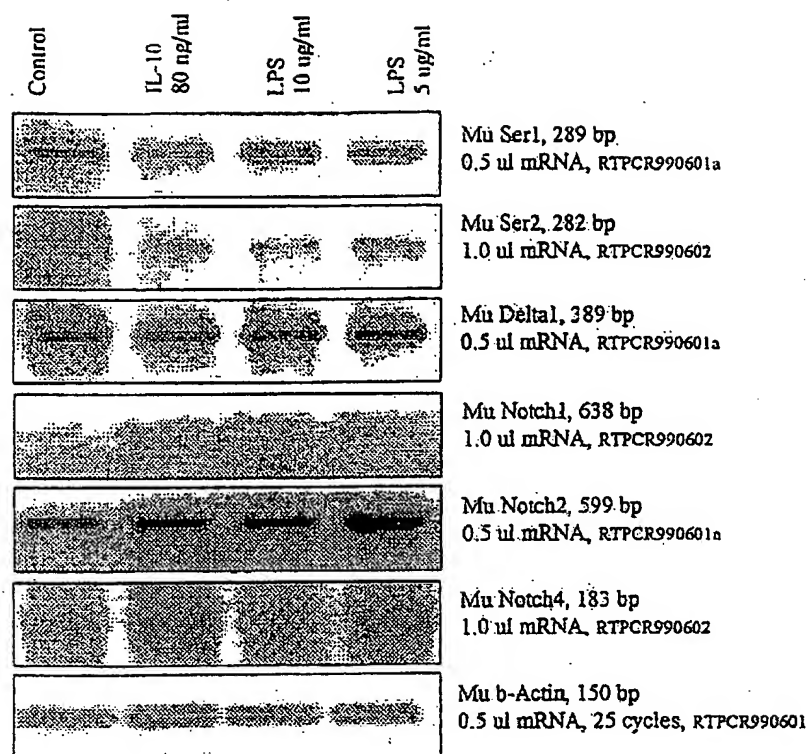 Control
IL-10
80 ng/ml
LPS
10 ug/ml
LPS
5 ug/ml
Mu Ser1, 289 bp
0.5 ul mRNA, RTPCR990601a
Mu Ser2, 282 bp
1.0 ul mRNA, RTPCR990602
Mu Delta1, 389 bp
0.5 ul mRNA, RTPCR990601a
Mu Notch1, 638 bp
1.0 ul mRNA, RTPCR990602
Mu Notch2, 599 bp
0.5 ul mRNA, RTPCR990601a
Mu Notch4, 183 bp
1.0 ul mRNA, RTPCR990602
Mu b-Actin, 150 bp
0.5 ul mRNA, 25 cycles, RTPCR990601